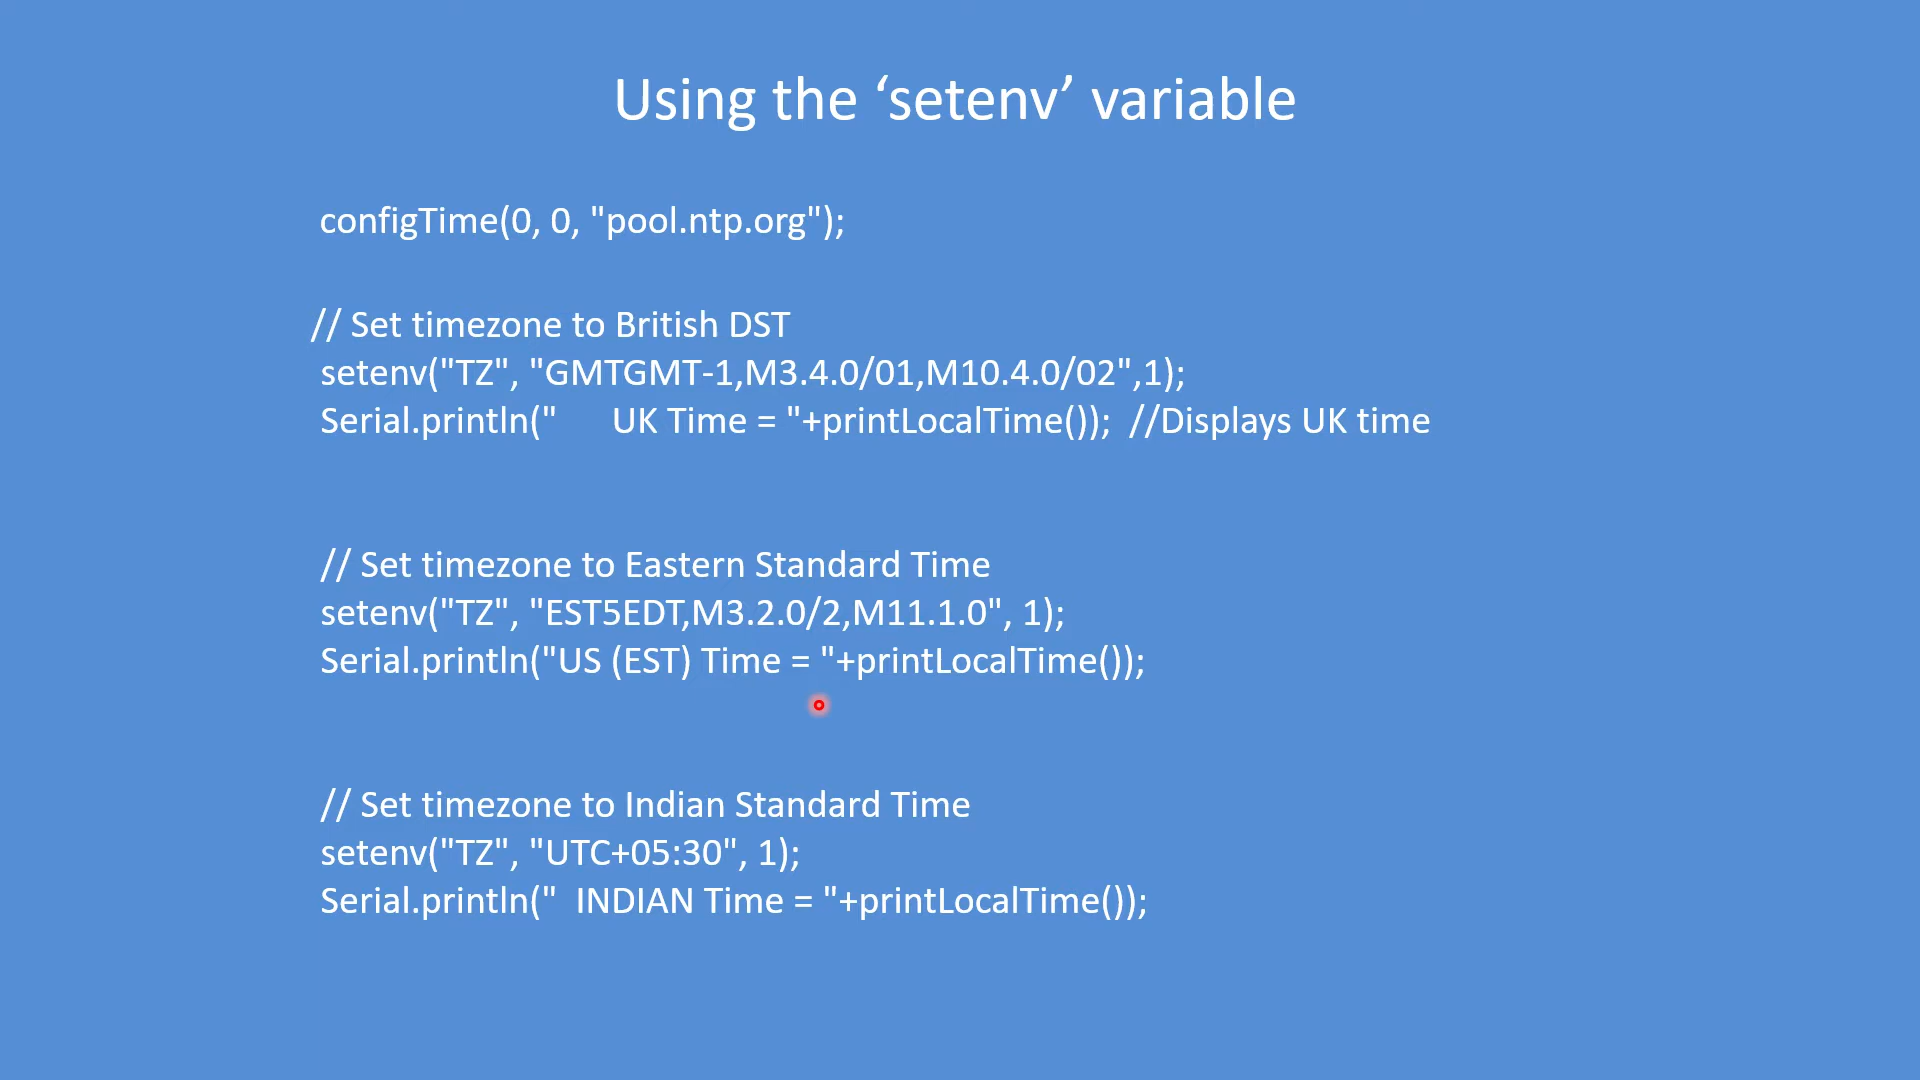 Using the ‘setenv’ variable
configTime(0, 0, "pool.ntp.org");
// Set timezone to British DST
setenv("TZ", "GMTGMT-1,M3.4.0/01,M10.4.0/02",1);
Serial.println("      UK Time = "+printLocalTime());  //Displays UK time
// Set timezone to Eastern Standard Time
setenv("TZ", "EST5EDT,M3.2.0/2,M11.1.0", 1);
Serial.println("US (EST) Time = "+printLocalTime());
// Set timezone to Indian Standard Time
setenv("TZ", "UTC+05:30", 1);
Serial.println("  INDIAN Time = "+printLocalTime());